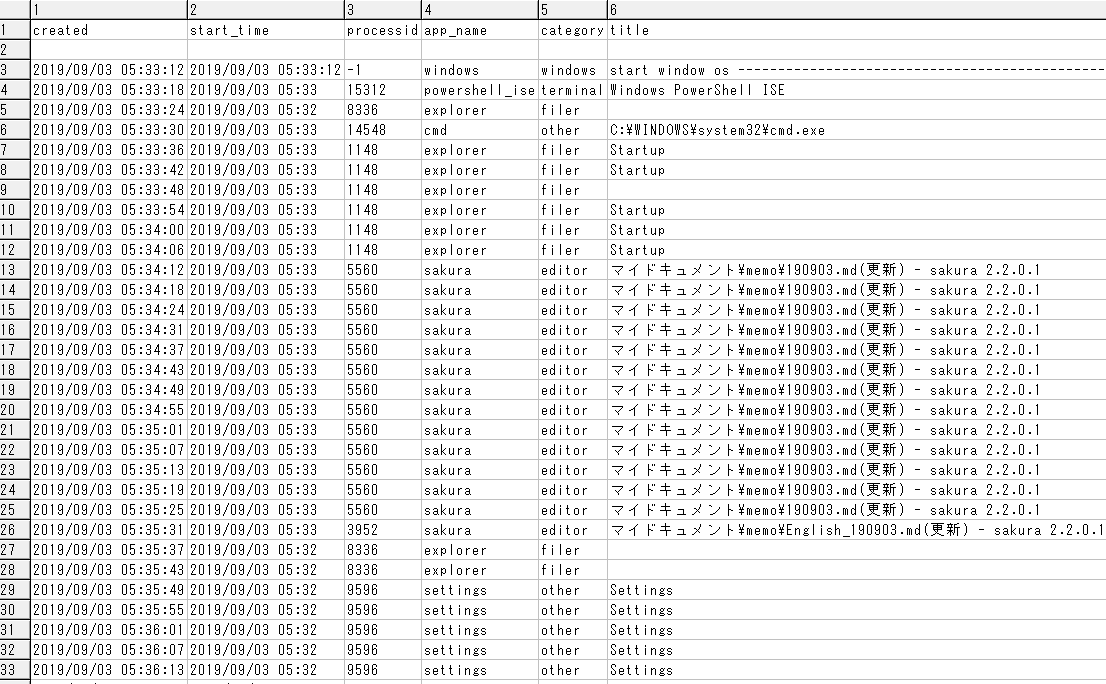 1 2 3 4 5 6
1 created start_time processid app_name category title
2
3 2019/09/03 05:33:12 2019/09/03 05:33:12 -1 windows windows start window os ----------------------------------------------
4 2019/09/03 05:33:18 2019/09/03 05:33 15312 powershell_ise terminal Windows PowerShell ISE
5 2019/09/03 05:33:24 2019/09/03 05:32 8336 explorer filer
6 2019/09/03 05:33:30 2019/09/03 05:33 14548 cmd other C:¥WINDOWS¥system32¥cmd.exe
7 2019/09/03 05:33:36 2019/09/03 05:33 1148 explorer filer Startup
8 2019/09/03 05:33:42 2019/09/03 05:33 1148 explorer filer Startup
9 2019/09/03 05:33:48 2019/09/03 05:33 1148 explorer filer
10 2019/09/03 05:33:54 2019/09/03 05:33 1148 explorer filer Startup
11 2019/09/03 05:34:00 2019/09/03 05:33 1148 explorer filer Startup
12 2019/09/03 05:34:06 2019/09/03 05:33 1148 explorer filer Startup
13 2019/09/03 05:34:12 2019/09/03 05:33 5560 sakura editor マイドキュメント¥memo¥190903.md(更新) - sakura 2.2.0.1
14 2019/09/03 05:34:18 2019/09/03 05:33 5560 sakura editor マイドキュメント¥memo¥190903.md(更新) - sakura 2.2.0.1
15 2019/09/03 05:34:24 2019/09/03 05:33 5560 sakura editor マイドキュメント¥memo¥190903.md(更新) - sakura 2.2.0.1
16 2019/09/03 05:34:31 2019/09/03 05:33 5560 sakura editor マイドキュメント¥memo¥190903.md(更新) - sakura 2.2.0.1
17 2019/09/03 05:34:37 2019/09/03 05:33 5560 sakura editor マイドキュメント¥memo¥190903.md(更新) - sakura 2.2.0.1
18 2019/09/03 05:34:43 2019/09/03 05:33 5560 sakura editor マイドキュメント¥memo¥190903.md(更新) - sakura 2.2.0.1
19 2019/09/03 05:34:49 2019/09/03 05:33 5560 sakura editor マイドキュメント¥memo¥190903.md(更新) - sakura 2.2.0.1
20 2019/09/03 05:34:55 2019/09/03 05:33 5560 sakura editor マイドキュメント¥memo¥190903.md(更新) - sakura 2.2.0.1
21 2019/09/03 05:35:01 2019/09/03 05:33 5560 sakura editor マイドキュメント¥memo¥190903.md(更新) - sakura 2.2.0.1
22 2019/09/03 05:35:07 2019/09/03 05:33 5560 sakura editor マイドキュメント¥memo¥190903.md(更新) - sakura 2.2.0.1
23 2019/09/03 05:35:13 2019/09/03 05:33 5560 sakura editor マイドキュメント¥memo¥190903.md(更新) - sakura 2.2.0.1
24 2019/09/03 05:35:19 2019/09/03 05:33 5560 sakura editor マイドキュメント¥memo¥190903.md(更新) - sakura 2.2.0.1
25 2019/09/03 05:35:25 2019/09/03 05:33 5560 sakura editor マイドキュメント¥memo¥190903.md(更新) - sakura 2.2.0.1
26 2019/09/03 05:35:31 2019/09/03 05:33 3952 sakura editor マイドキュメント¥memo¥English_190903.md(更新) - sakura 2.2.0.1
27 2019/09/03 05:35:37 2019/09/03 05:32 8336 explorer filer
28 2019/09/03 05:35:43 2019/09/03 05:32 8336 explorer filer
29 2019/09/03 05:35:49 2019/09/03 05:32 9596 settings other Settings
30 2019/09/03 05:35:55 2019/09/03 05:32 9596 settings other Settings
31 2019/09/03 05:36:01 2019/09/03 05:32 9596 settings other Settings
32 2019/09/03 05:36:07 2019/09/03 05:32 9596 settings other Settings
33 2019/09/03 05:36:13 2019/09/03 05:32 9596 settings other Settings